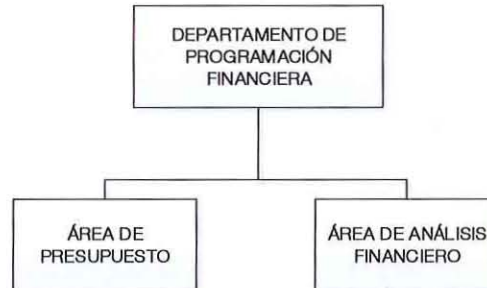 DEPARTAMENTO DE
PROGRAMACIÓN
FINANCIERA
ÁREA DE
PRESUPUESTO
ÁREA DE ANÁLISIS
FINANCIERO